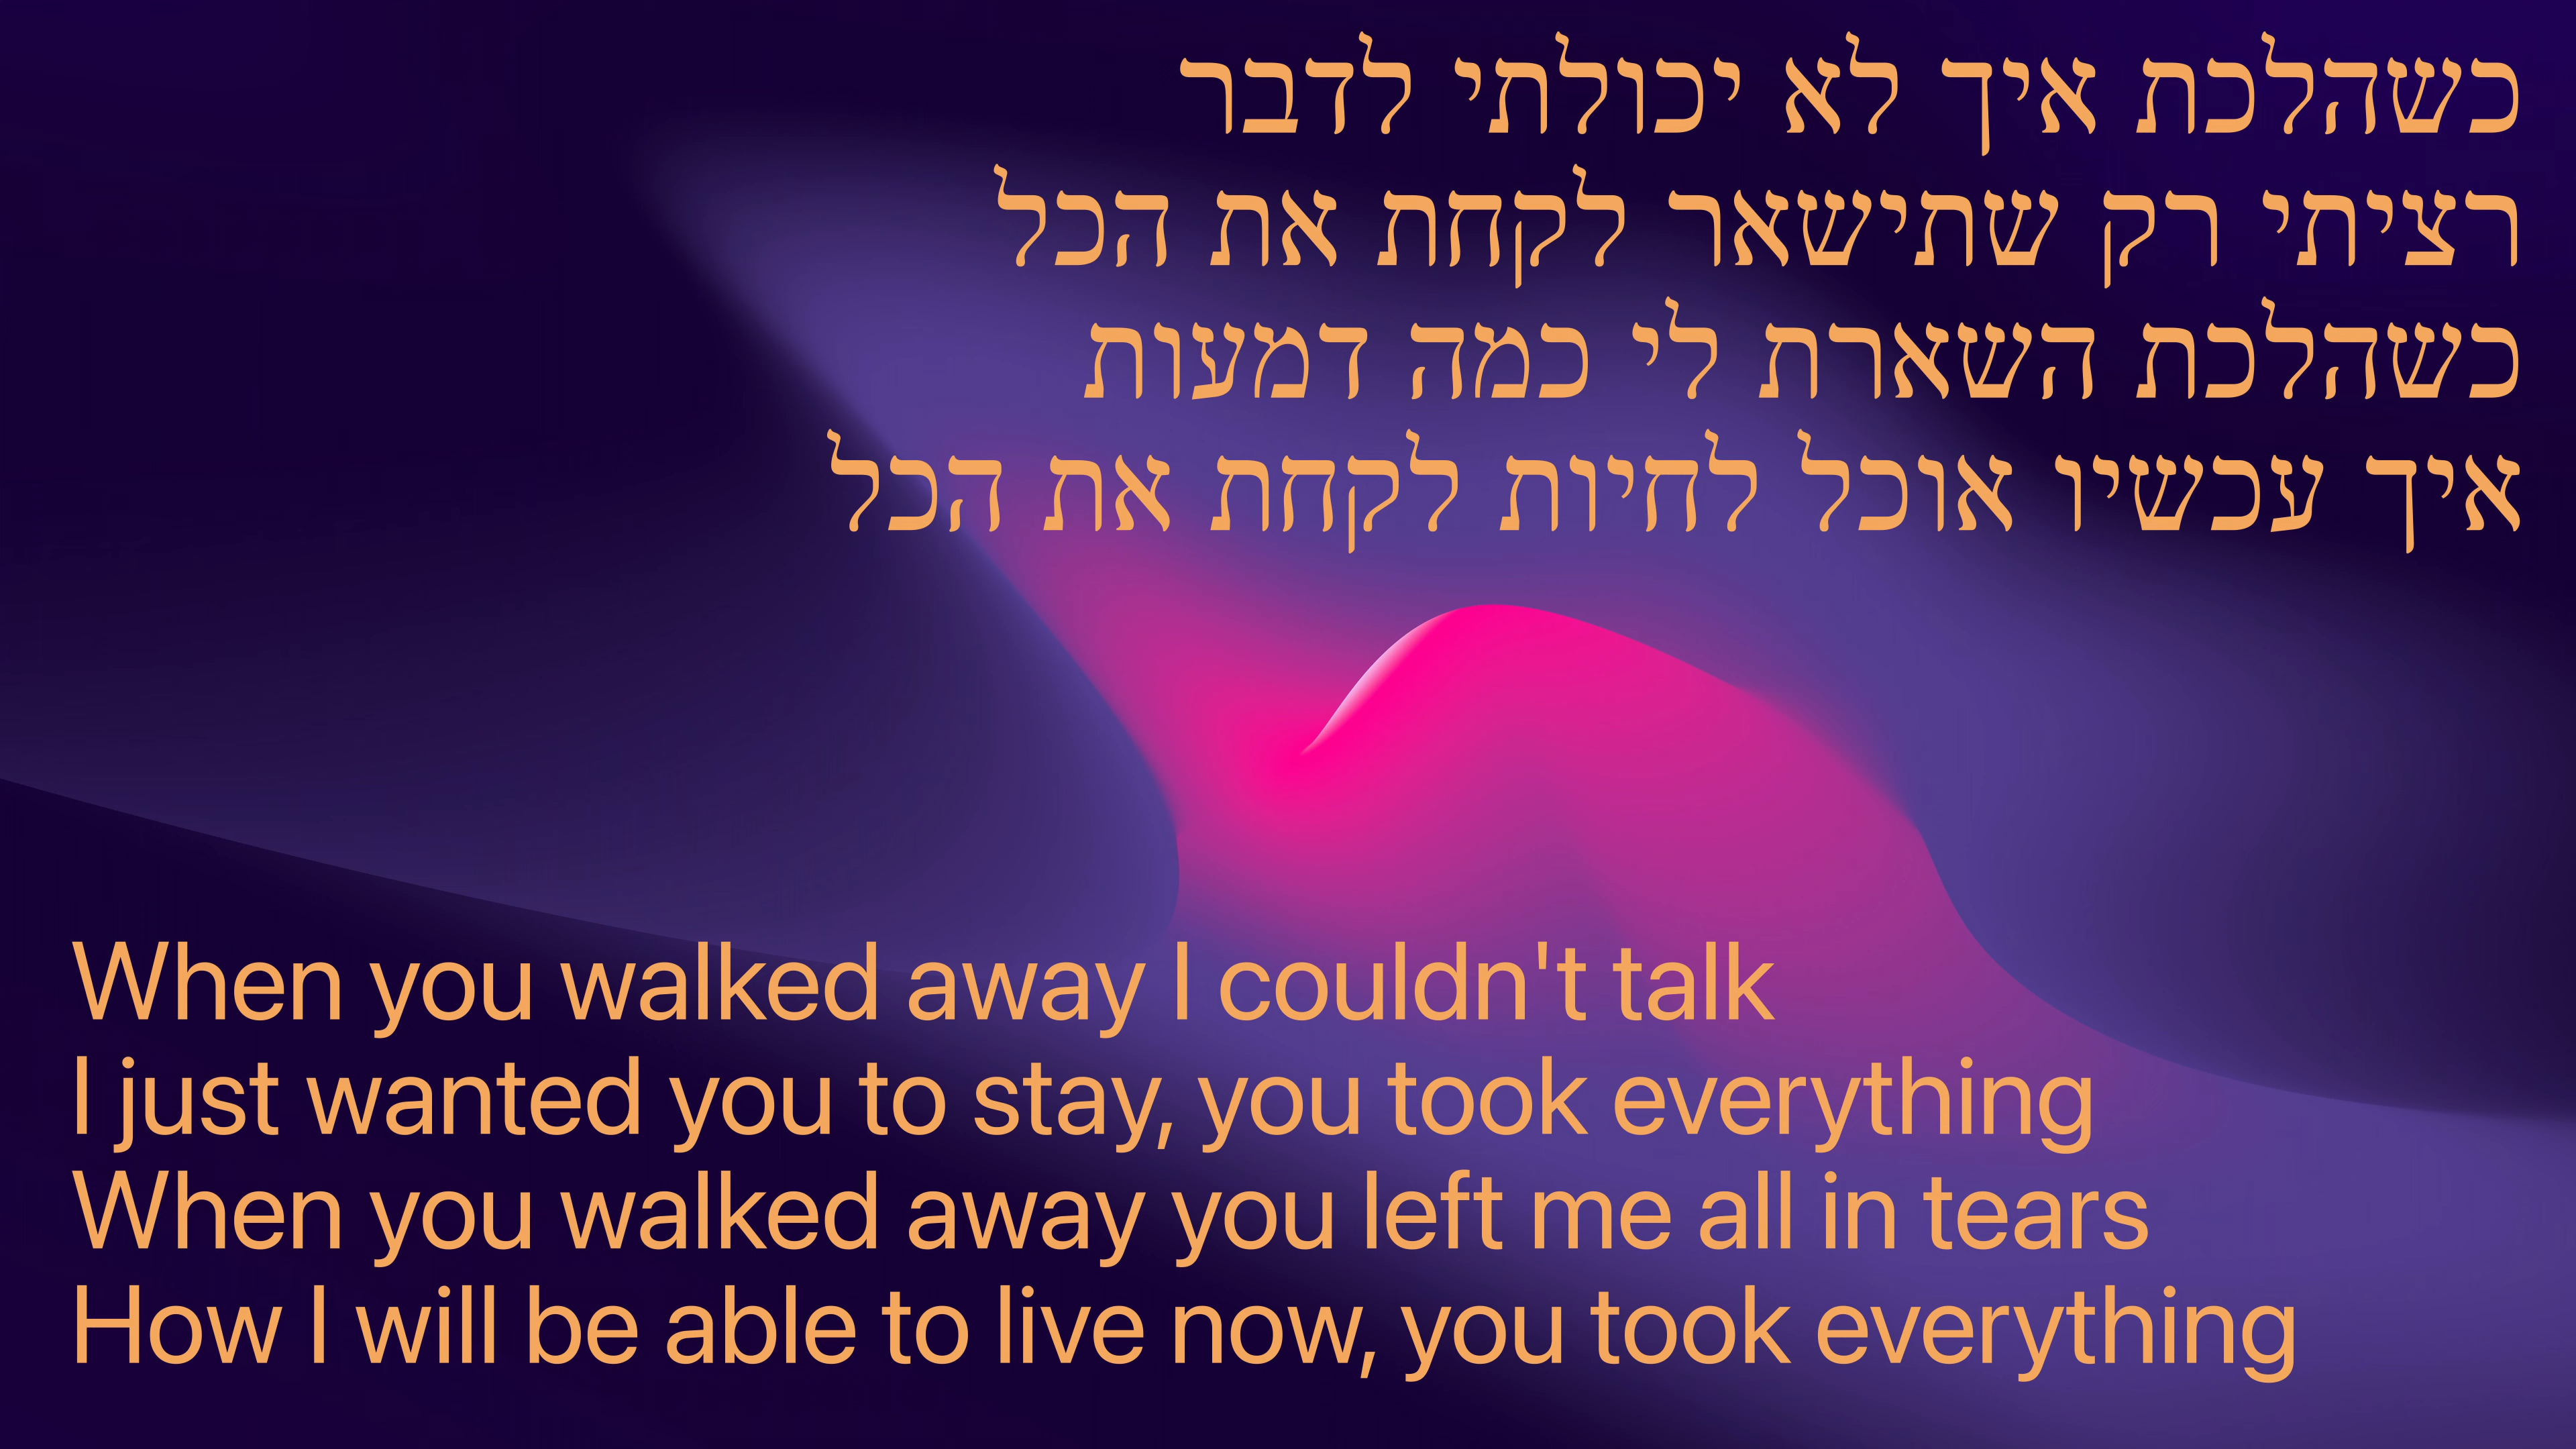 כשהלכת איך לא יכולתי לדבר
רציתי רק שתישאר לקחת את הכל
כשהלכת השארת לי כמה דמעות
איך עכשיו אוכל לחיות לקחת את הכל
When you walked away I couldn't talk
I just wanted you to stay, you took everything
When you walked away you left me all in tears
How I will be able to live now, you took everything